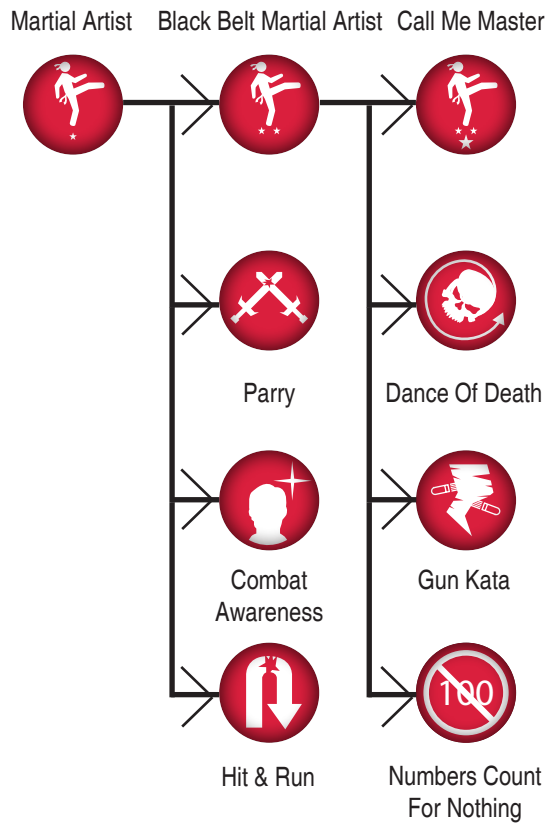 Martial Artist
Black Belt Martial Artist
Call Me Master
Parry
Dance Of Death
Combat
Awareness
Gun Kata
100
Hit & Run
Numbers Count
For Nothing